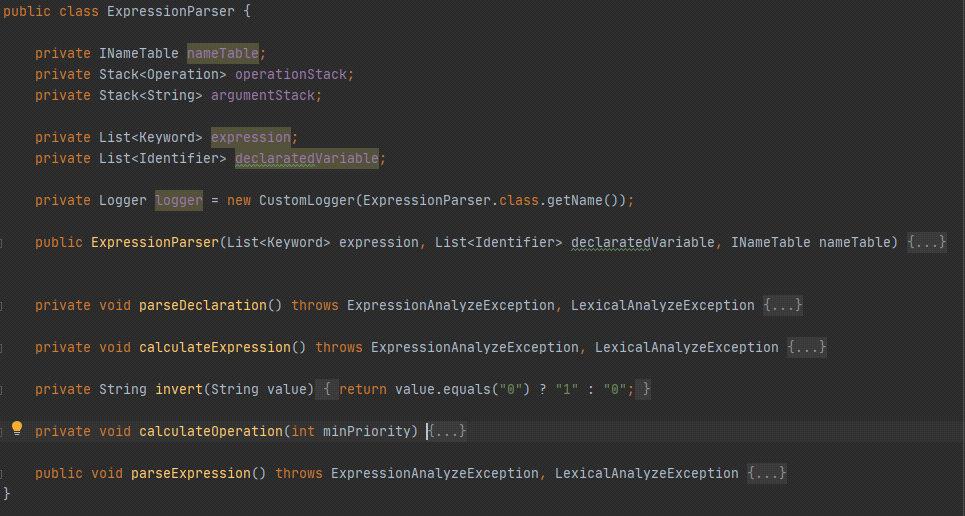 public class ExpressionParser {
private INameTable nameTable;
private Stack<Operation> operationStack;
private Stack<String> argumentStack;
private List<Keyword> expression;
private List<Identifier> declaratedVariable;
private Logger logger = new CustomLogger(ExpressionParser.class.getName());
public ExpressionParser(List<Keyword> expression, List<Identifier> declaratedVariable, INameTable nameTable) {...}
private void parseDeclaration() throws ExpressionAnalyzeException, LexicalAnalyzeException {...}
private void calculateExpression() throws ExpressionAnalyzeException, LexicalAnalyzeException {...}
private String invert(String value) { return value.equals("0") ? "1" : "0"; }
private void calculateOperation(int minPriority) {...}
public void parseExpression() throws ExpressionAnalyzeException, LexicalAnalyzeException {...}
}